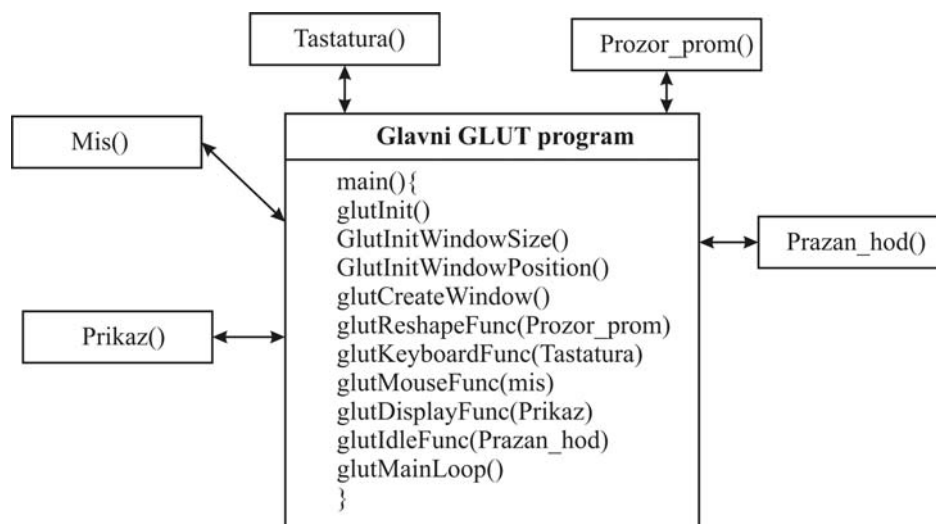 Tastatura()
Prozor_prom()
Mis()
Glavni GLUT program
main(){
glutInit()
GlutInitWindowSize()
GlutInitWindowPosition()
glutCreateWindow()
glutReshapeFunc(Prozor_prom)
glutKeyboardFunc(Tastatura)
glutMouseFunc(mis)
glutDisplayFunc(Prikaz)
glutIdleFunc(Prazan_hod)
glutMainLoop()
}
Prazan_hod()
Prikaz()